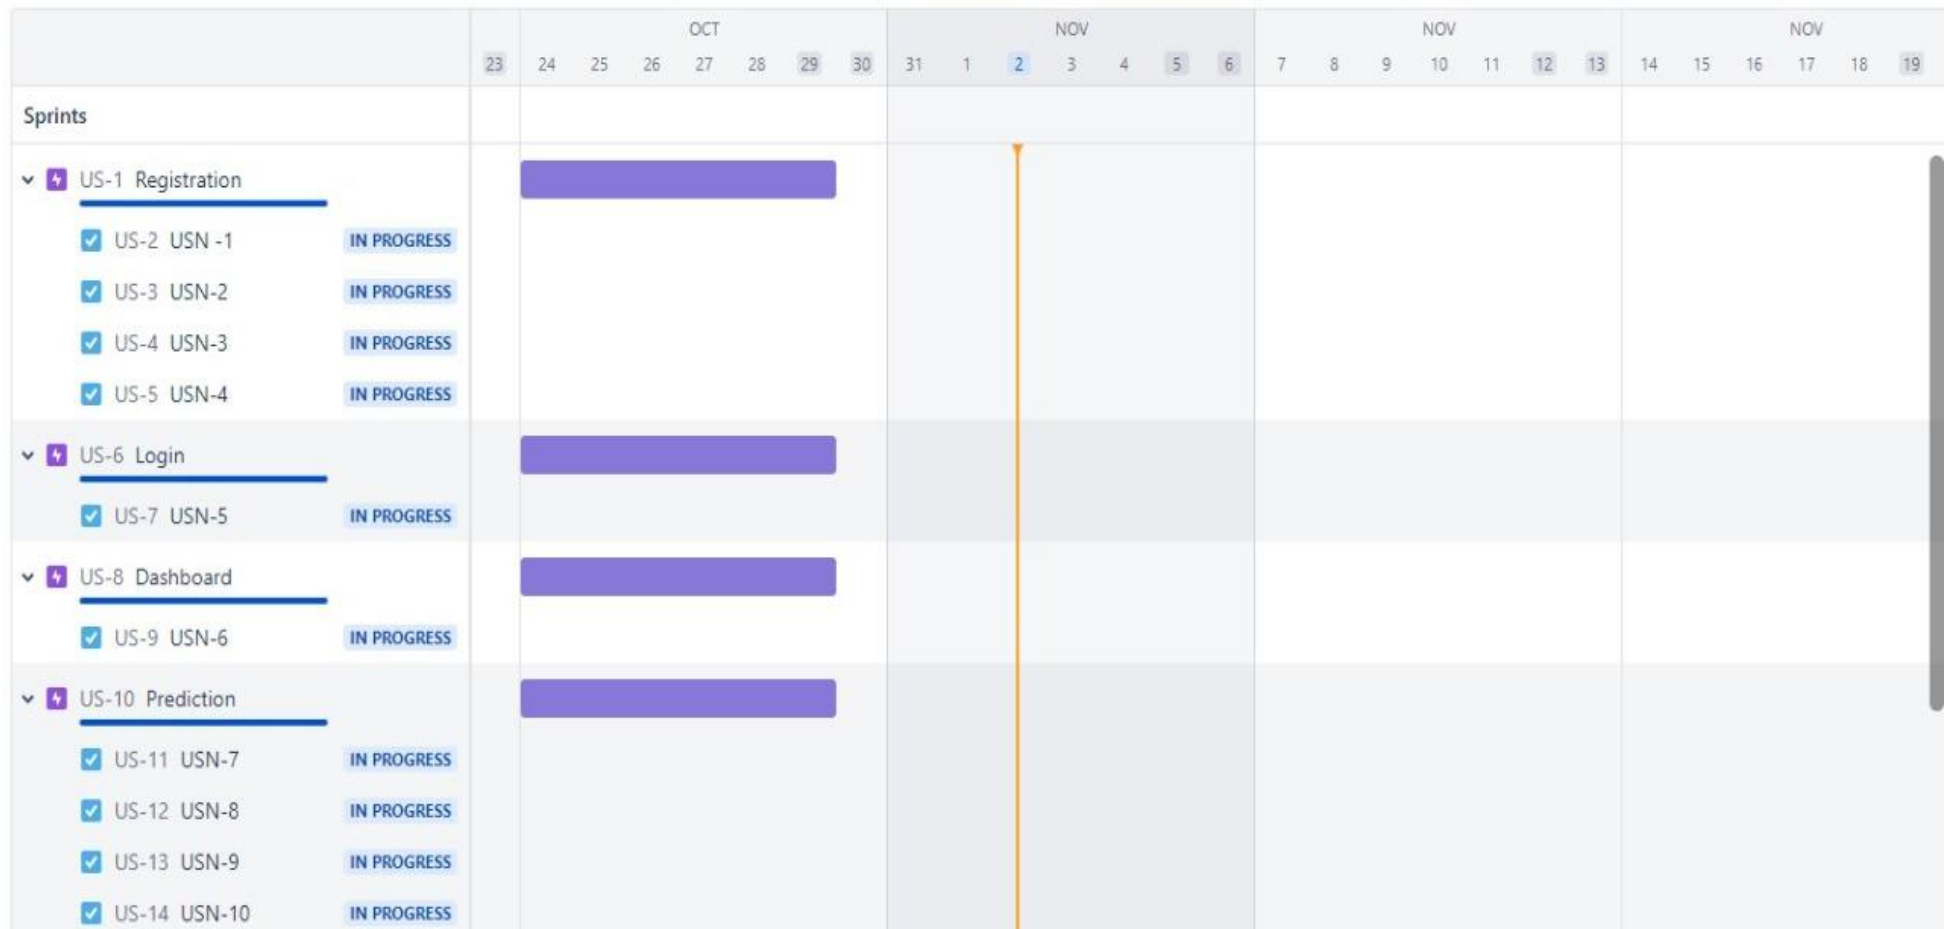 OCT NOV NOV NOV
23 24 25 26 27 28 29 30 31 1 2 3 4 5 6 7 8 9 10 11 12 13 14 15 16 17 18 19
Sprints
US-1 Registration
US-2 USN -1 IN PROGRESS
US-3 USN-2 IN PROGRESS
US-4 USN-3 IN PROGRESS
US-5 USN-4 IN PROGRESS
US-6 Login
US-7 USN-5 IN PROGRESS
US-8 Dashboard
US-9 USN-6 IN PROGRESS
US-10 Prediction
US-11 USN-7 IN PROGRESS
US-12 USN-8 IN PROGRESS
US-13 USN-9 IN PROGRESS
US-14 USN-10 IN PROGRESS